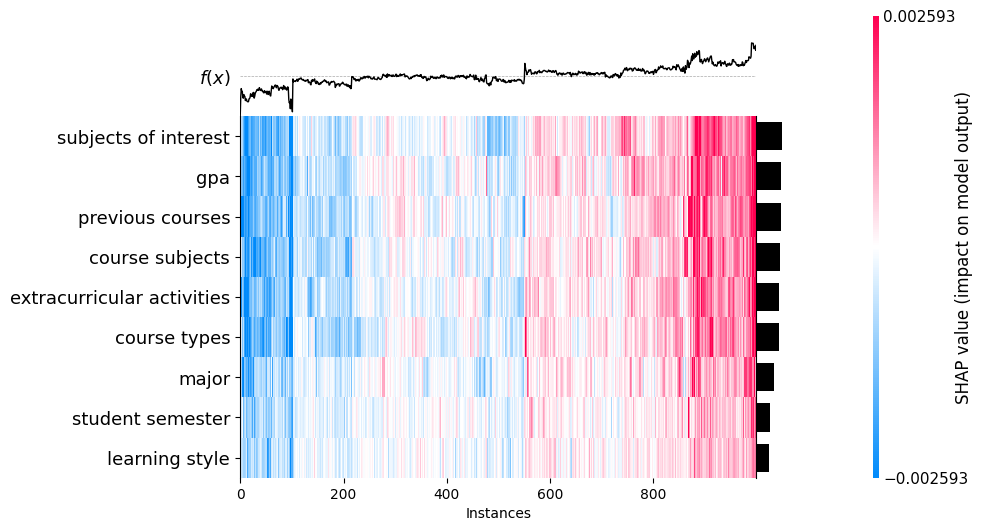 0.002593
f(x)
subjects of interest
gpa
previous courses
course subjects
extracurricular activities
course types
major
student semester
learning style
SHAP value (impact on model output)
−0.002593
0 200 400 600 800
Instances